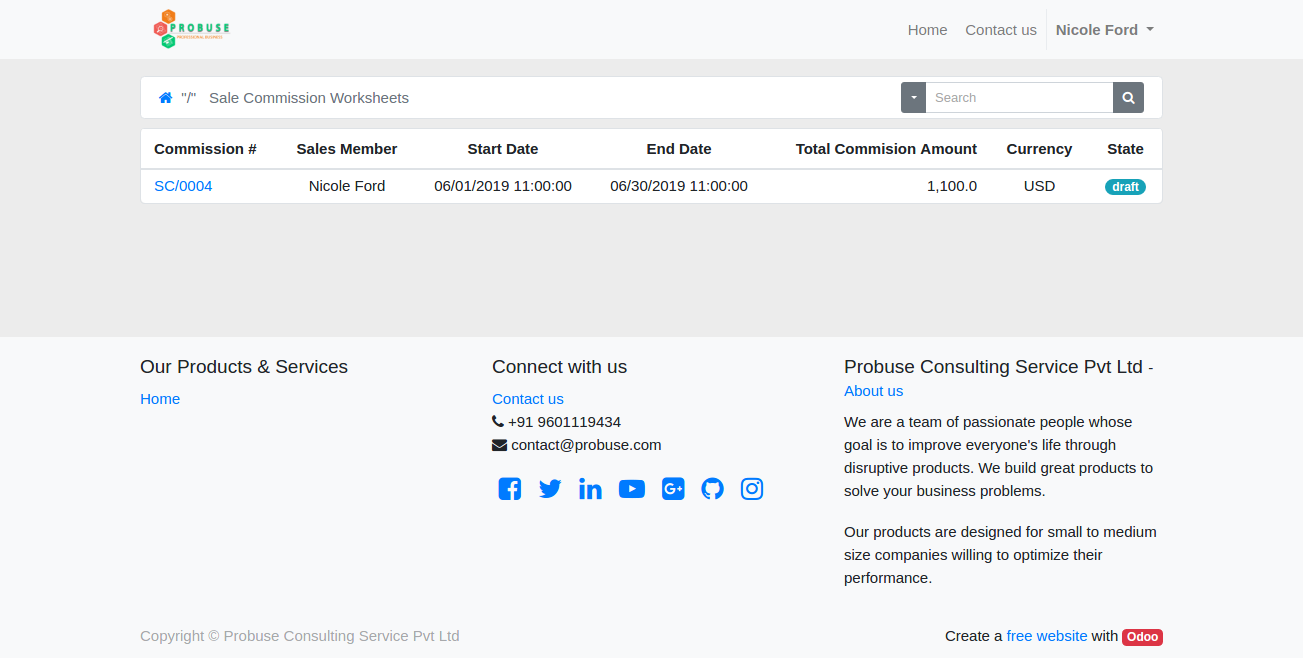 PROBUSE
PROFESSIONAL BUSINESS
Home Contact us Nicole Ford
"/" Sale Commission Worksheets Search
Commission # Sales Member Start Date End Date Total Commision Amount Currency State
SC/0004 Nicole Ford 06/01/2019 11:00:00 06/30/2019 11:00:00 1,100.0 USD draft
Our Products & Services
Home
Connect with us
Contact us
+91 9601119434
contact@probuse.com
Probuse Consulting Service Pvt Ltd -
About us
We are a team of passionate people whose
goal is to improve everyone's life through
disruptive products. We build great products to
solve your business problems.
Our products are designed for small to medium
size companies willing to optimize their
performance.
Copyright © Probuse Consulting Service Pvt Ltd
Create a free website with Odoo